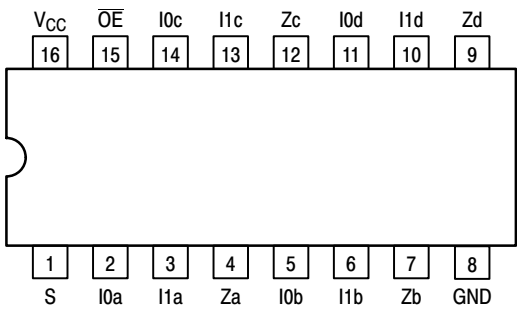 V_CC OE̅ I0c I1c Zc I0d I1d Zd
16 15 14 13 12 11 10 9
1 2 3 4 5 6 7 8
S I0a I1a Za I0b I1b Zb GND